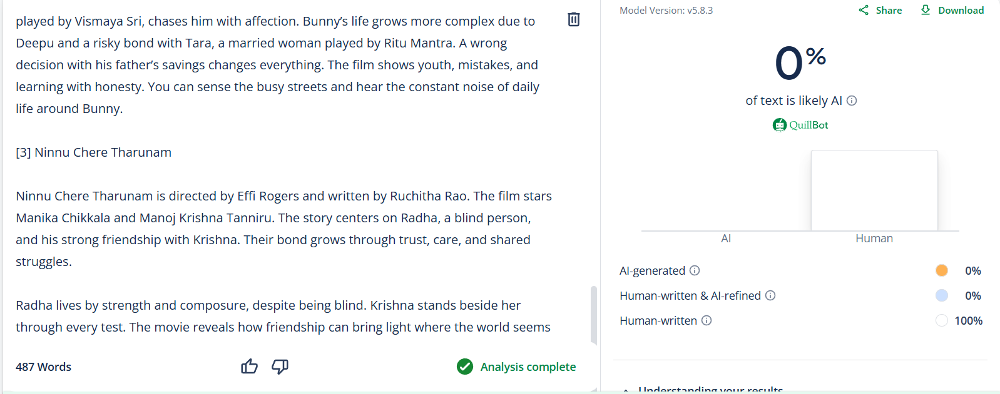 played by Vismaya Sri, chases him with affection. Bunny’s life grows more complex due to
Deepu and a risky bond with Tara, a married woman played by Ritu Mantra. A wrong
decision with his father’s savings changes everything. The film shows youth, mistakes, and
learning with honesty. You can sense the busy streets and hear the constant noise of daily
life around Bunny.
[3] Ninnu Chere Tharunam
Ninnu Chere Tharunam is directed by Effi Rogers and written by Ruchitha Rao. The film stars
Manika Chikkala and Manoj Krishna Tanniru. The story centers on Radha, a blind person,
and his strong friendship with Krishna. Their bond grows through trust, care, and shared
struggles.
Radha lives by strength and composure, despite being blind. Krishna stands beside her
through every test. The movie reveals how friendship can bring light where the world seems
487 Words
Analysis complete
Model Version: v5.8.3
Share
Download
0%
of text is likely AI
QuillBot
AI
Human
AI-generated 0%
Human-written & AI-refined 0%
Human-written 100%
Understanding your results